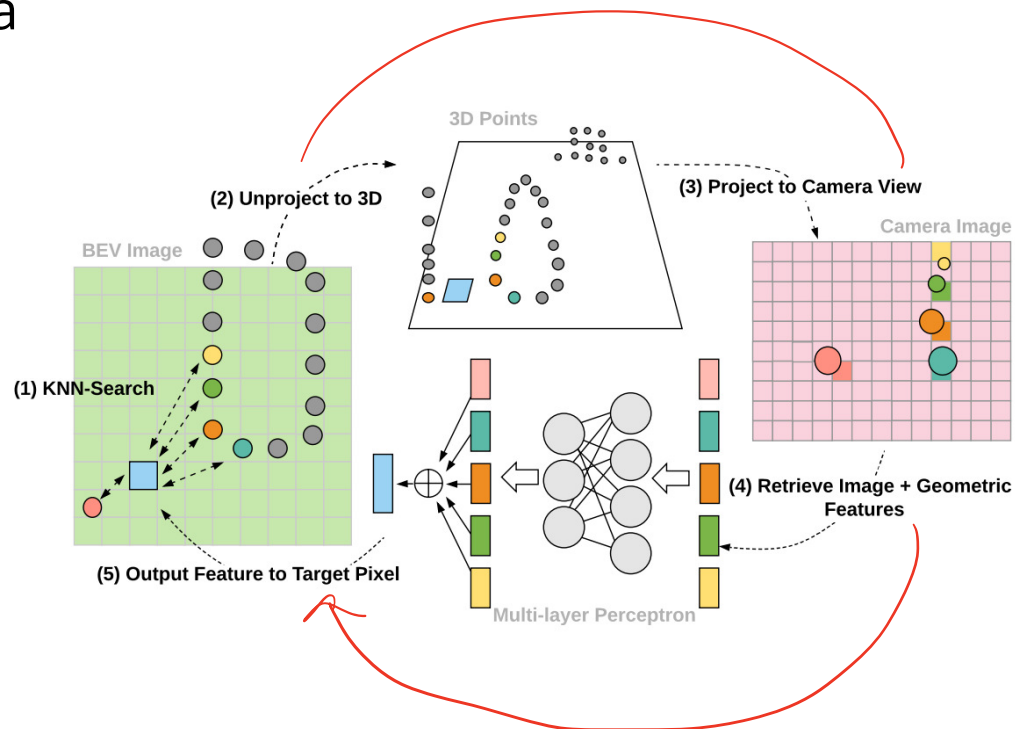 a
3D Points
(2) Unproject to 3D
(3) Project to Camera View
BEV Image
Camera Image
(1) KNN-Search
(4) Retrieve Image + Geometric
Features
(5) Output Feature to Target Pixel
Multi-layer Perceptron